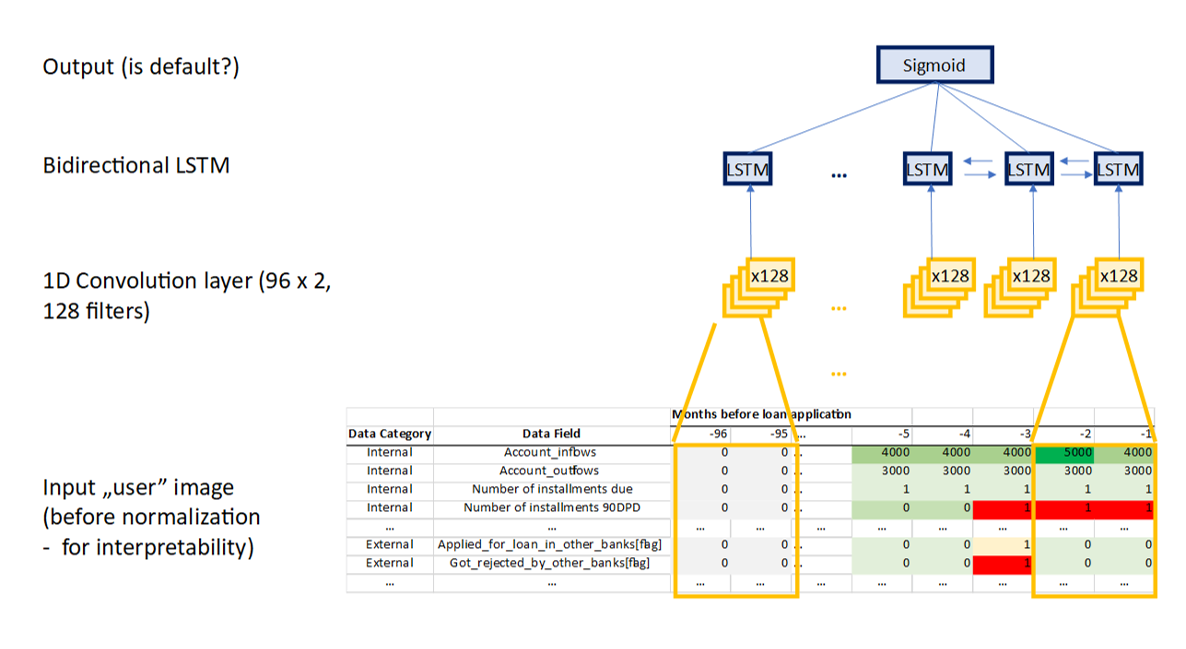 Output (is default?)
Sigmoid
Bidirectional LSTM
LSTM ... LSTM LSTM LSTM
1D Convolution layer (96 x 2,
128 filters)
x128 ... x128 x128 x128
...
Input „user” image
(before normalization
- for interpretability)
Months before loan application
Data Category Data Field -96 -95 ... -5 -4 -3 -2 -1
Internal Account_inflows 0 0 .. 4000 4000 4000 5000 4000
Internal Account_outflows 0 0 .. 3000 3000 3000 3000 3000
Internal Number of installments due 0 0 .. 1 1 1 1 1
Internal Number of installments 90DPD 0 0 .. 0 0 1 1 1
... ... ... ... ... ... ... ... ... ...
External Applied_for_loan_in_other_banks[flag] 0 0 .. 0 0 1 0 0
External Got_rejected_by_other_banks[flag] 0 0 .. 0 0 1 0 0
... ... ... ... ... ... ... ... ... ...